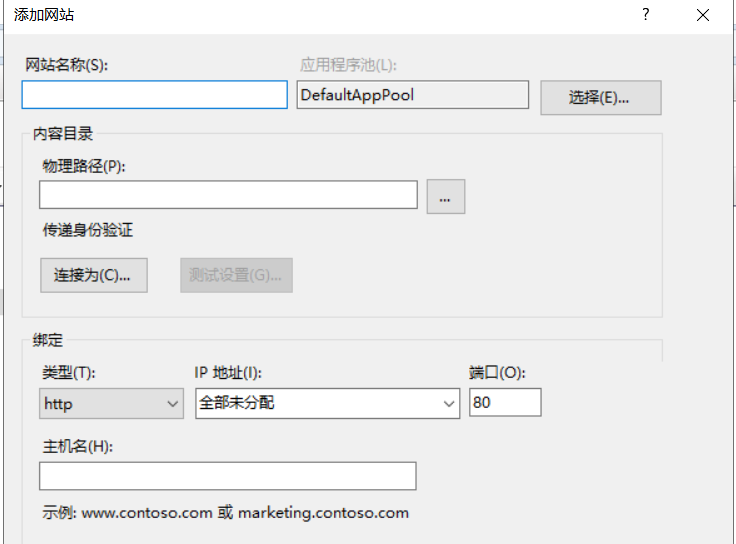 添加网站
?
网站名称(S):
应用程序池(L):
DefaultAppPool
选择(E)...
内容目录
物理路径(P):
...
传递身份验证
连接为(C)...
测试设置(G)...
绑定
类型(T):
IP 地址(I):
端口(O):
http
全部未分配
80
主机名(H):
示例: www.contoso.com 或 marketing.contoso.com